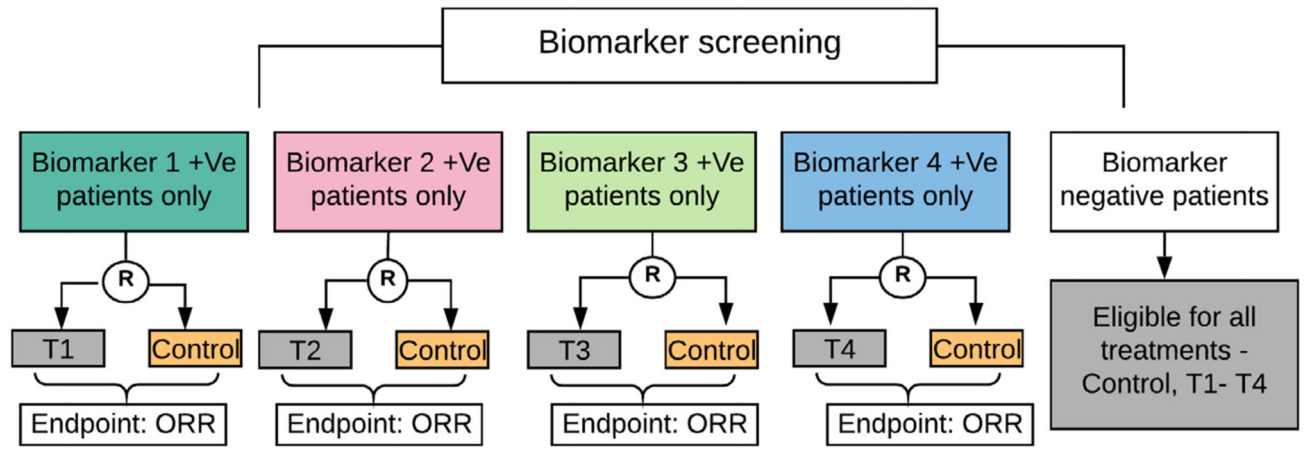 Biomarker screening
Biomarker 1 +Ve
patients only
Biomarker 2 +Ve
patients only
Biomarker 3 +Ve
patients only
Biomarker 4 +Ve
patients only
Biomarker
negative patients
R
R
R
R
T1
Control
T2
Control
T3
Control
T4
Control
Eligible for all
treatments -
Control, T1- T4
Endpoint: ORR
Endpoint: ORR
Endpoint: ORR
Endpoint: ORR